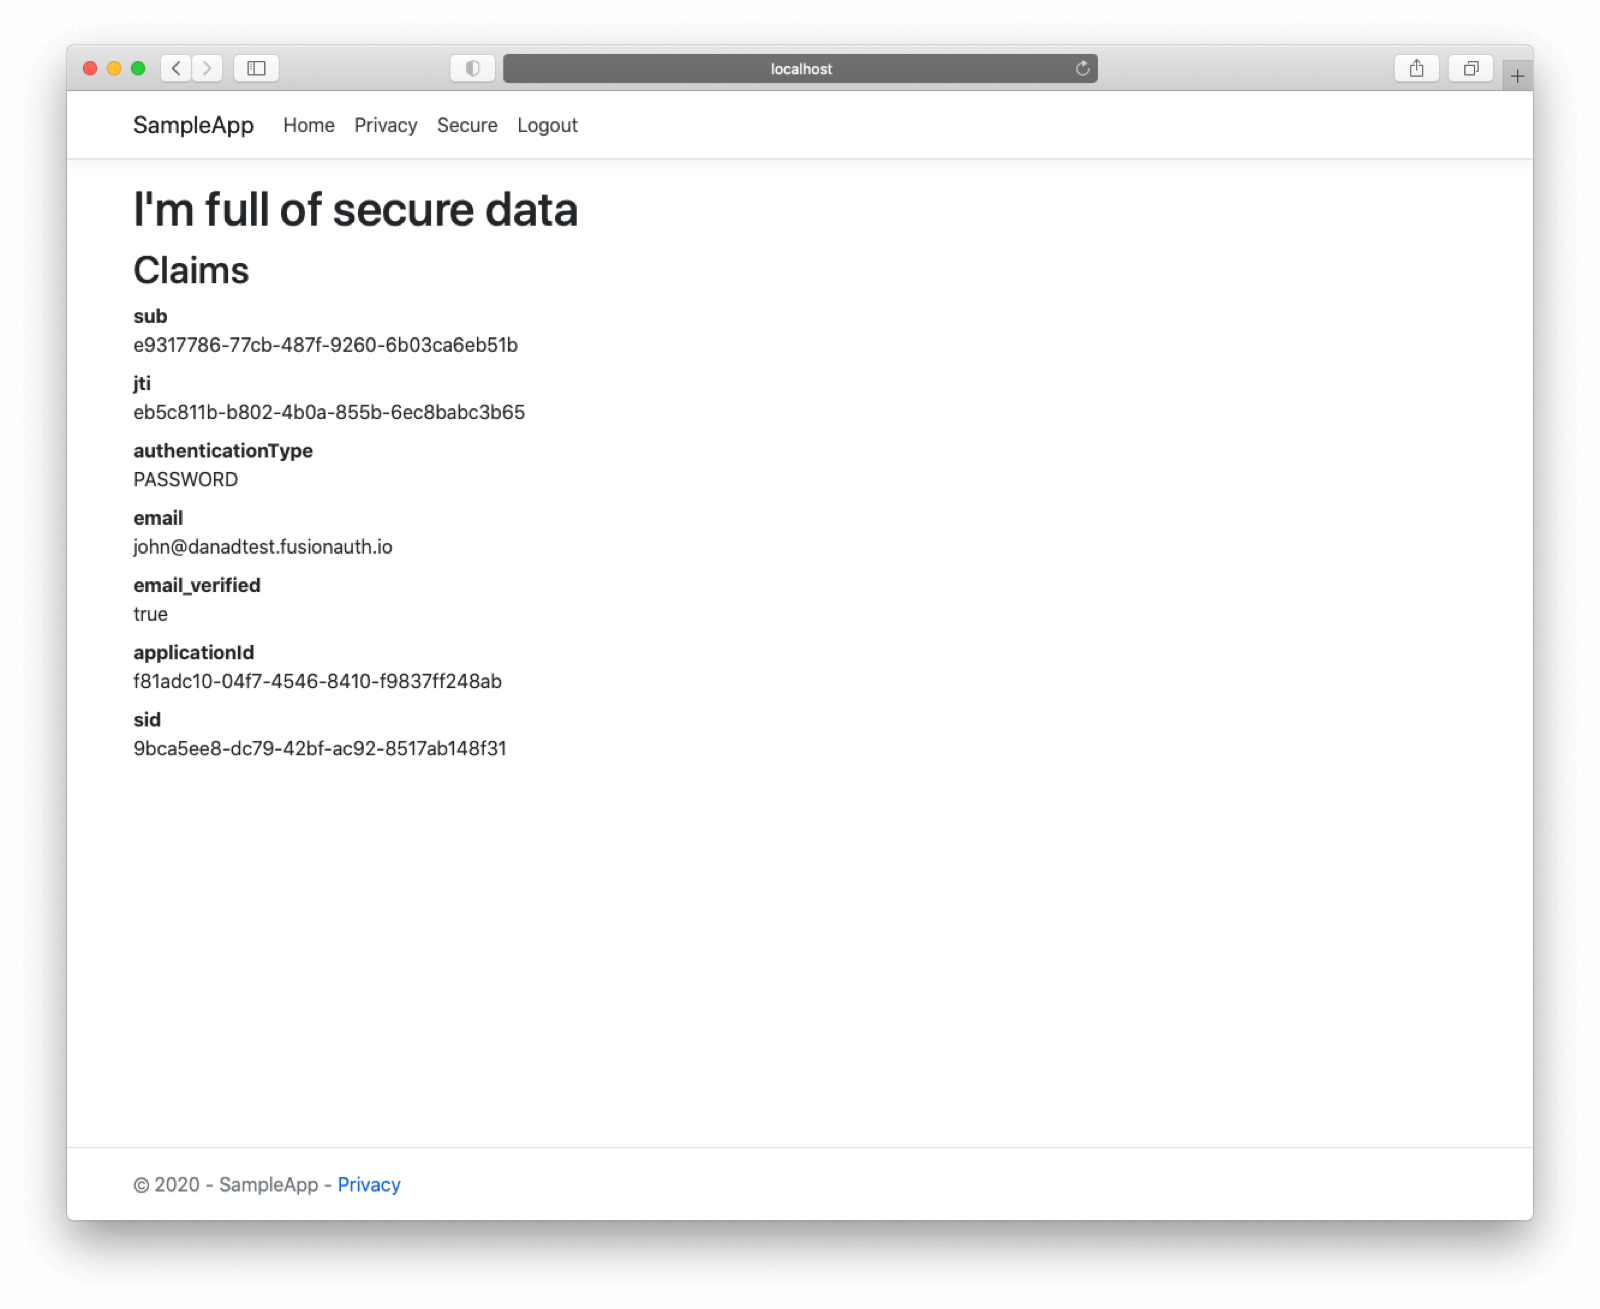 localhost
SampleApp Home Privacy Secure Logout
I'm full of secure data
Claims
sub
e9317786-77cb-487f-9260-6b03ca6eb51b
jti
eb5c811b-b802-4b0a-855b-6ec8babc3b65
authenticationType
PASSWORD
email
john@danadtest.fusionauth.io
email_verified
true
applicationId
f81adc10-04f7-4546-8410-f9837ff248ab
sid
9bca5ee8-dc79-42bf-ac92-8517ab148f31
© 2020 - SampleApp - Privacy